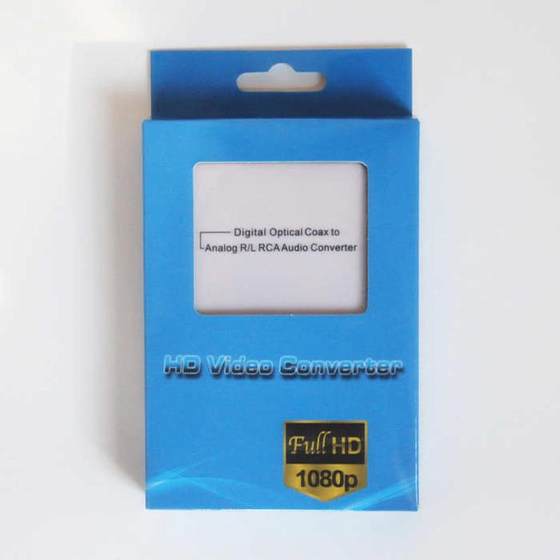 Digital Optical Coax to
Analog R/L RCA Audio Converter
HD Video Converter
Full HD
1080p